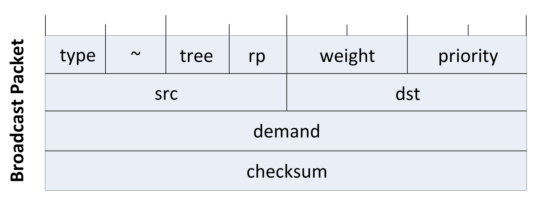 Broadcast Packet
type ~ tree rp weight priority
src dst
demand
checksum